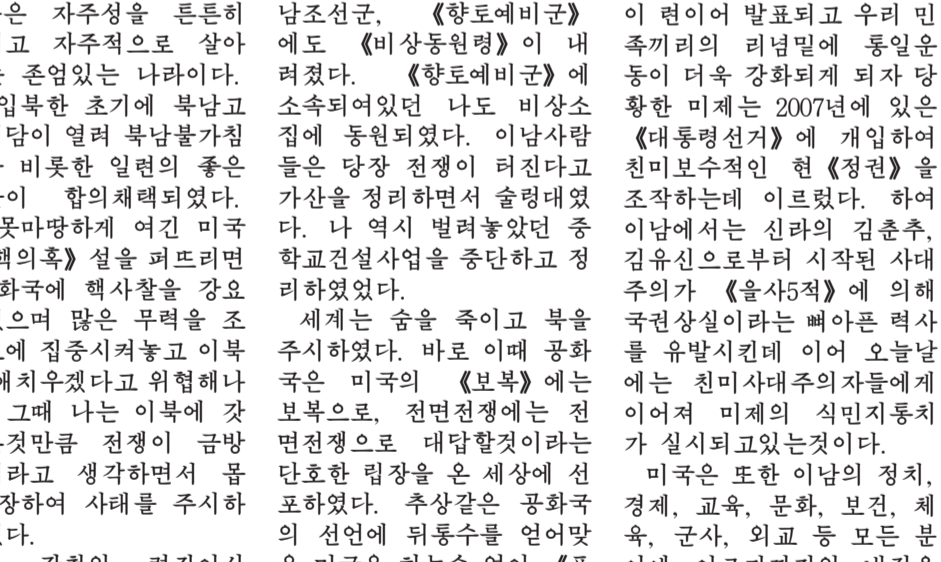 은 자주성을 튼튼히
고 자주적으로 살아
존엄있는 나라이다.
입북한 초기에 북남고
담이 열려 북남불가침
비롯한 일련의 좋은
이 합의채택되였다.
못마땅하게 여긴 미국
핵의혹》설을 퍼뜨리면
화국에 핵사찰을 강요
으며 많은 무력을 조
에 집중시켜놓고 이북
치우겠다고 위협해나
그때 나는 이북에 갓
것만큼 전쟁이 금방
라고 생각하면서 몹
장하여 사태를 주시하
다.
남조선군, 《향토예비군》
에도 《비상동원령》이 내
려졌다. 《향토예비군》에
소속되여있던 나도 비상소
집에 동원되였다. 이남사람
들은 당장 전쟁이 터진다고
가산을 정리하면서 술렁대였
다. 나 역시 벌려놓았던 중
학교건설사업을 중단하고 정
리하였었다.
세계는 숨을 죽이고 북을
주시하였다. 바로 이때 공화
국은 미국의 《보복》에는
보복으로, 전면전쟁에는 전
면전쟁으로 대답할것이라는
단호한 립장을 온 세상에 선
포하였다. 추상같은 공화국
의 선언에 뒤통수를 얻어맞
이 련이어 발표되고 우리 민
족끼리의 리념밑에 통일운
동이 더욱 강화되게 되자 당
황한 미제는 2007년에 있은
《대통령선거》에 개입하여
친미보수적인 현《정권》을
조작하는데 이르렀다. 하여
이남에서는 신라의 김춘추,
김유신으로부터 시작된 사대
주의가 《을사5적》에 의해
국권상실이라는 뼈아픈 력사
를 유발시킨데 이어 오늘날
에는 친미사대주의자들에게
이어져 미제의 식민지통치
가 실시되고있는것이다.
미국은 또한 이남의 정치,
경제, 교육, 문화, 보건, 체
육, 군사, 외교 등 모든 분